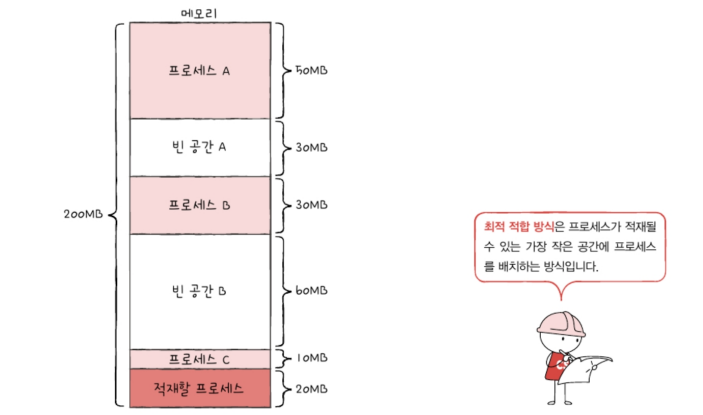 메모리
프로세스 A
50MB
빈 공간 A
30MB
프로세스 B
30MB
200MB
빈 공간 B
60MB
프로세스 C
10MB
적재할 프로세스
20MB
최적 적합 방식은 프로세스가 적재될
수 있는 가장 작은 공간에 프로세스
를 배치하는 방식입니다.